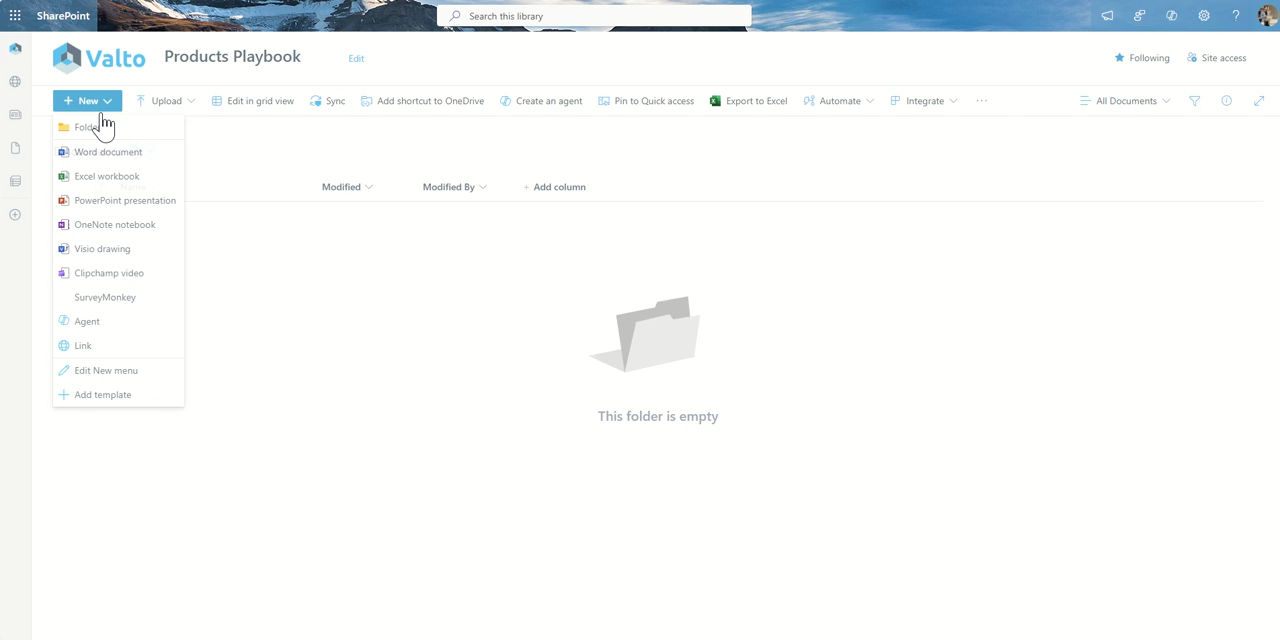 SharePoint
Search this library
Valto
Products Playbook
Edit
Following
Site access
New
Upload
Edit in grid view
Sync
Add shortcut to OneDrive
Create an agent
Pin to Quick access
Export to Excel
Automate
Integrate
All Documents
Folder
Word document
Excel workbook
PowerPoint presentation
OneNote notebook
Visio drawing
Clipchamp video
SurveyMonkey
Agent
Link
Edit New menu
Add template
Name
Modified
Modified By
Add column
This folder is empty